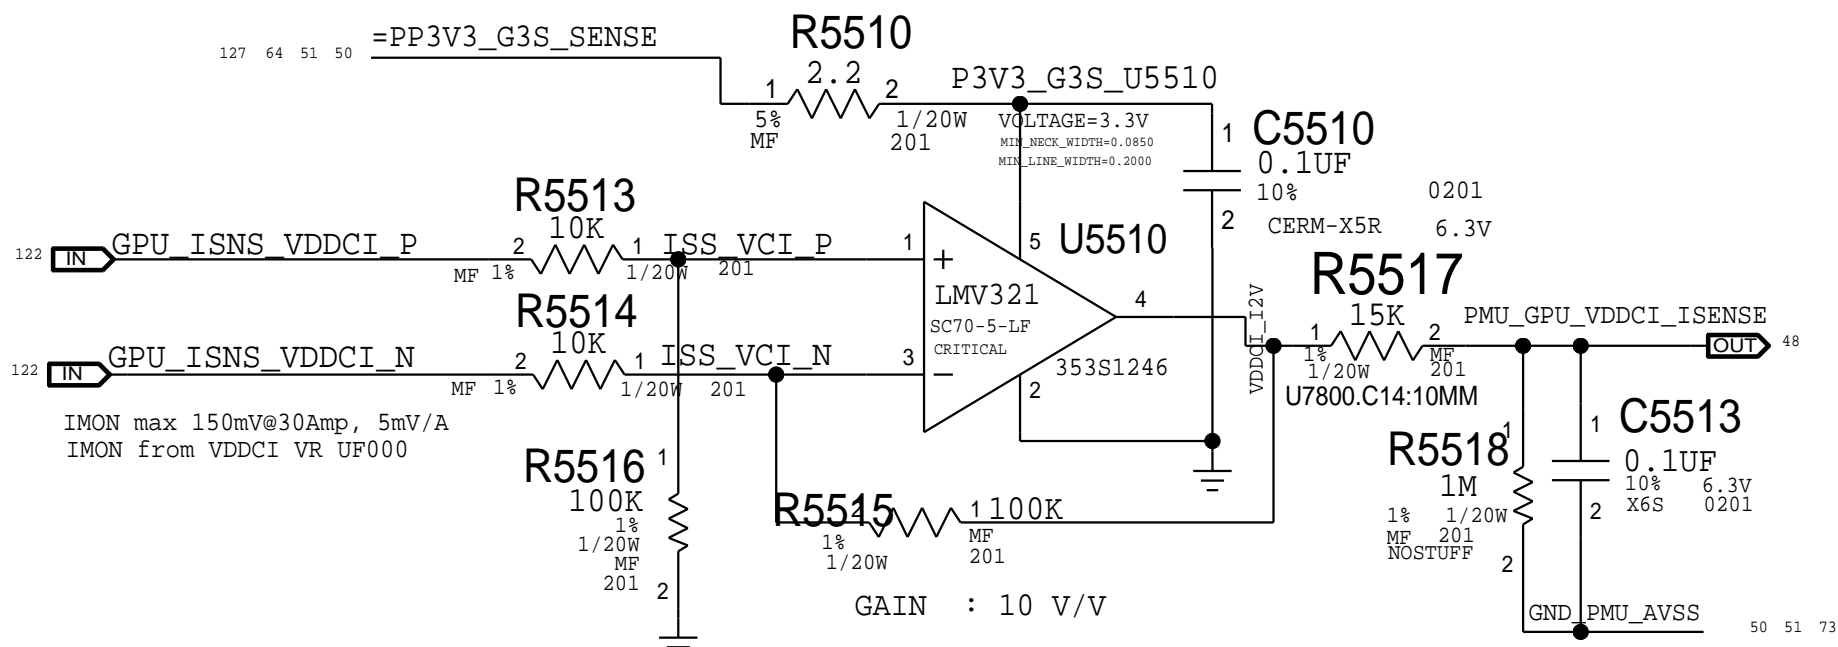 =PP3V3_G3S_SENSE
127 64 51 50
R5510
2.2
1 2
5%
MF
1/20W
201
P3V3_G3S_U5510
VOLTAGE=3.3V
MIN_NECK_WIDTH=0.0850
MIN_LINE_WIDTH=0.2000
1
C5510
0.1UF
10% 0201
2
CERM-X5R 6.3V
R5513
10K
122 IN GPU_ISNS_VDDCI_P
2 1
MF 1% 1/20W 201
ISS_VCI_P
1
+
5
U5510
LMV321
SC70-5-LF
CRITICAL
353S1246
4
2
R5514
10K
122 IN GPU_ISNS_VDDCI_N
2 1
MF 1% 1/20W 201
ISS_VCI_N
3
−
VDDCI_I2V
R5517
15K
1 2
1%
1/20W
MF
201
U7800.C14:10MM
PMU_GPU_VDDCI_ISENSE
OUT 48
IMON max 150mV@30Amp, 5mV/A
IMON from VDDCI VR UF000
R5516
1
100K
1%
1/20W
MF
201
2
R5515
2 1
100K
1%
1/20W
MF
201
GAIN : 10 V/V
R5518
1
1M
1% 1/20W
MF 201
NOSTUFF
2
1
C5513
0.1UF
10% 6.3V
X6S 0201
2
GND_PMU_AVSS
50 51 73